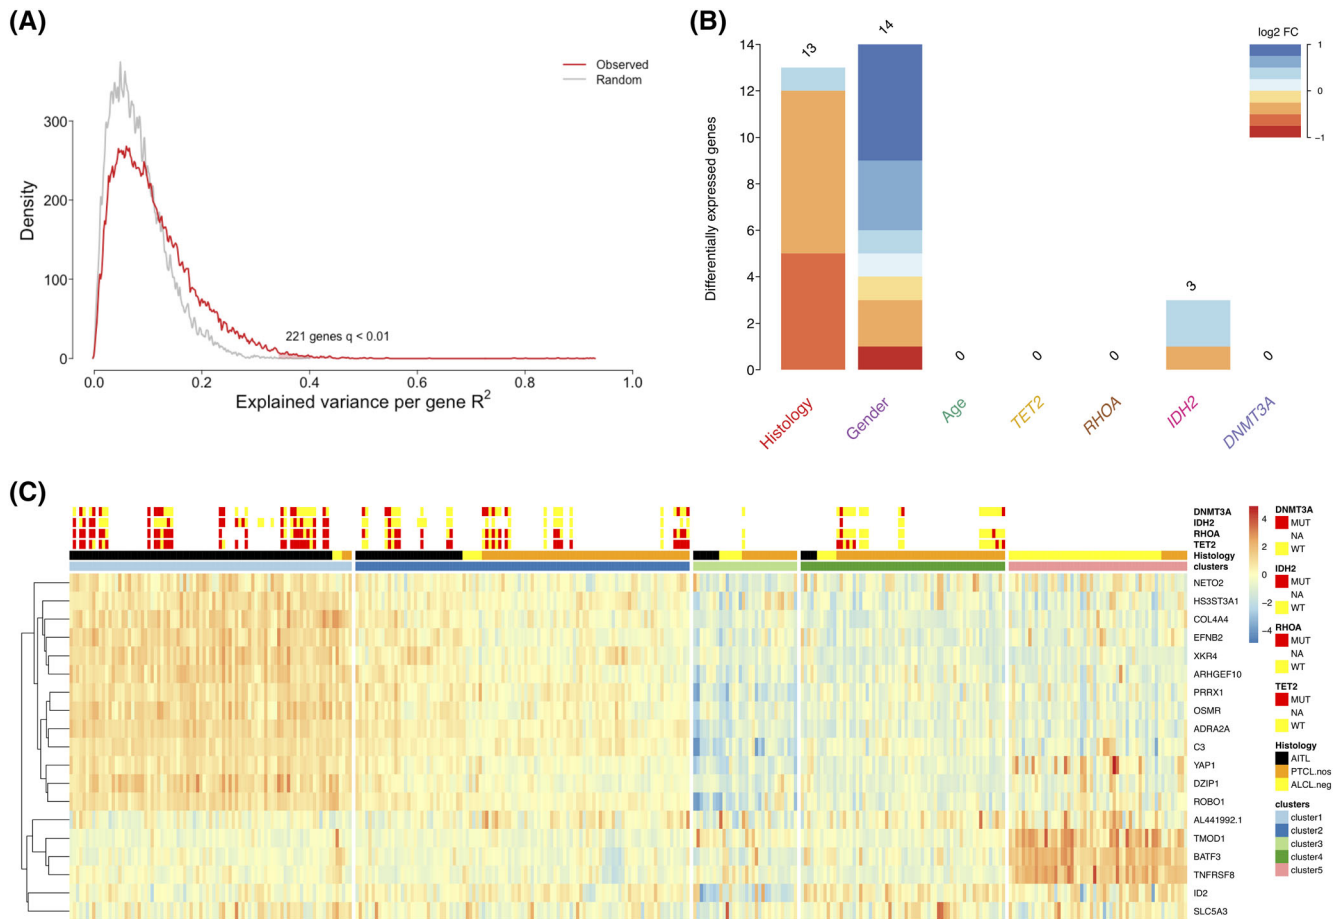 (A)
Observed
Random
300
200
100
0
Density
0.0 0.2 0.4 0.6 0.8 1.0
221 genes q < 0.01
Explained variance per gene R²
(B)
log2 FC
1
0
−1
14
12
10
8
6
4
2
0
Differentially expressed genes
13 14 0 0 0 3 0
Histology Gender Age TET2 RHOA IDH2 DNMT3A
(C)
DNMT3A
IDH2
RHOA
TET2
Histology
clusters
NETO2
HS3ST3A1
COL4A4
EFNB2
XKR4
ARHGEF10
PRRX1
OSMR
ADRA2A
C3
YAP1
DZIP1
ROBO1
AL441992.1
TMOD1
BATF3
TNFRSF8
ID2
SLC5A3
4
2
0
−2
−4
DNMT3A
MUT
NA
WT
IDH2
MUT
NA
WT
RHOA
MUT
NA
WT
TET2
MUT
NA
WT
Histology
AITL
PTCL.nos
ALCL.neg
clusters
cluster1
cluster2
cluster3
cluster4
cluster5